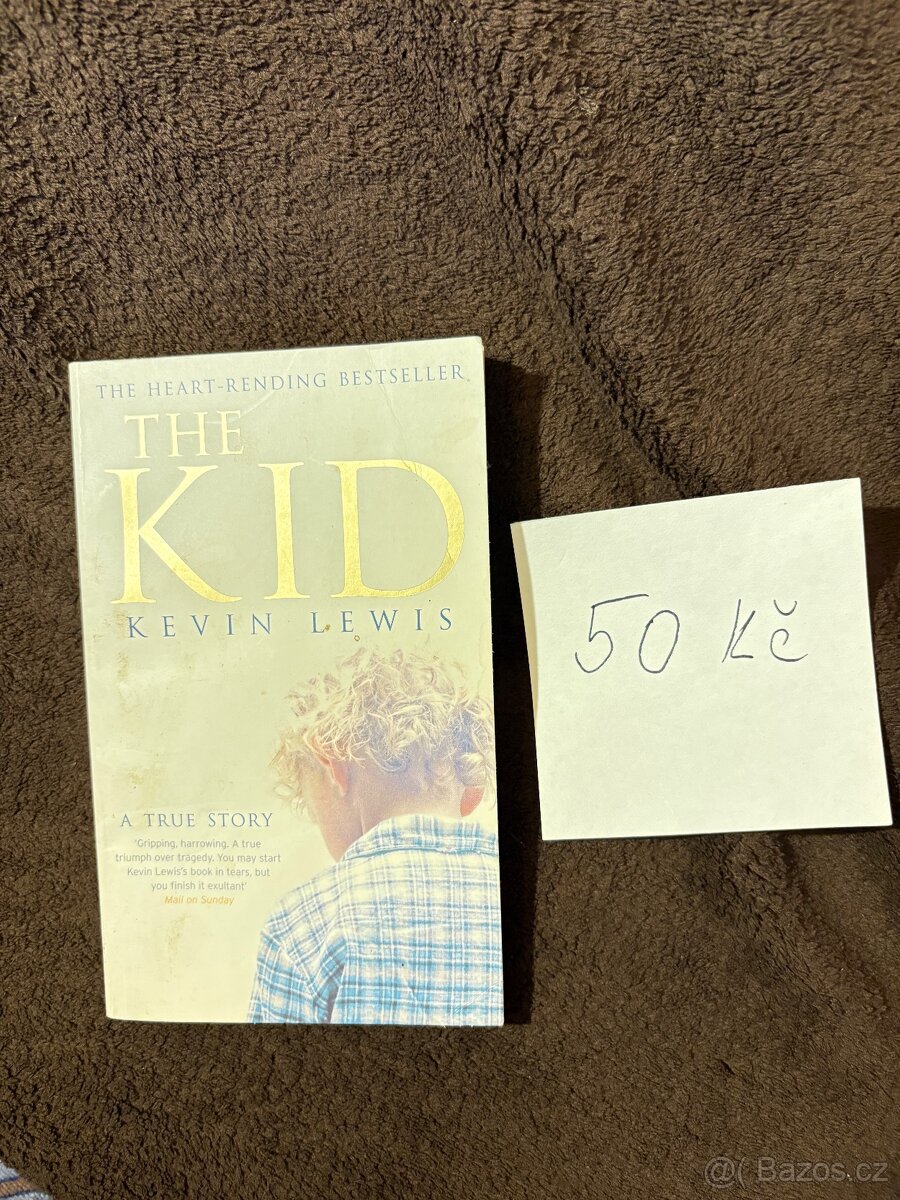 THE HEART-RENDING BESTSELLER
THE
KID
KEVIN LEWIS
A TRUE STORY
'Gripping, harrowing. A true
triumph over tragedy. You may start
Kevin Lewis's book in tears, but
you finish it exultant'
Mail on Sunday
50 Kč
@( Bazos.cz